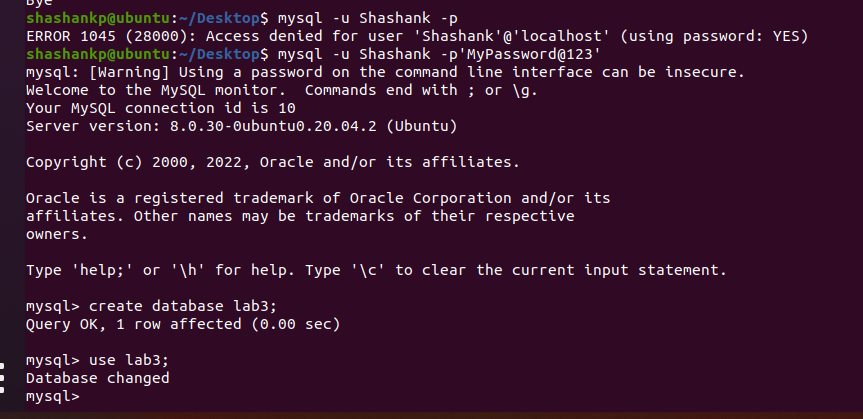 Bye
shashankp@ubuntu:~/Desktop$ mysql -u Shashank -p
ERROR 1045 (28000): Access denied for user 'Shashank'@'localhost' (using password: YES)
shashankp@ubuntu:~/Desktop$ mysql -u Shashank -p'MyPassword@123'
mysql: [Warning] Using a password on the command line interface can be insecure.
Welcome to the MySQL monitor.  Commands end with ; or \g.
Your MySQL connection id is 10
Server version: 8.0.30-0ubuntu0.20.04.2 (Ubuntu)

Copyright (c) 2000, 2022, Oracle and/or its affiliates.

Oracle is a registered trademark of Oracle Corporation and/or its
affiliates. Other names may be trademarks of their respective
owners.

Type 'help;' or '\h' for help. Type '\c' to clear the current input statement.

mysql> create database lab3;
Query OK, 1 row affected (0.00 sec)

mysql> use lab3;
Database changed
mysql>